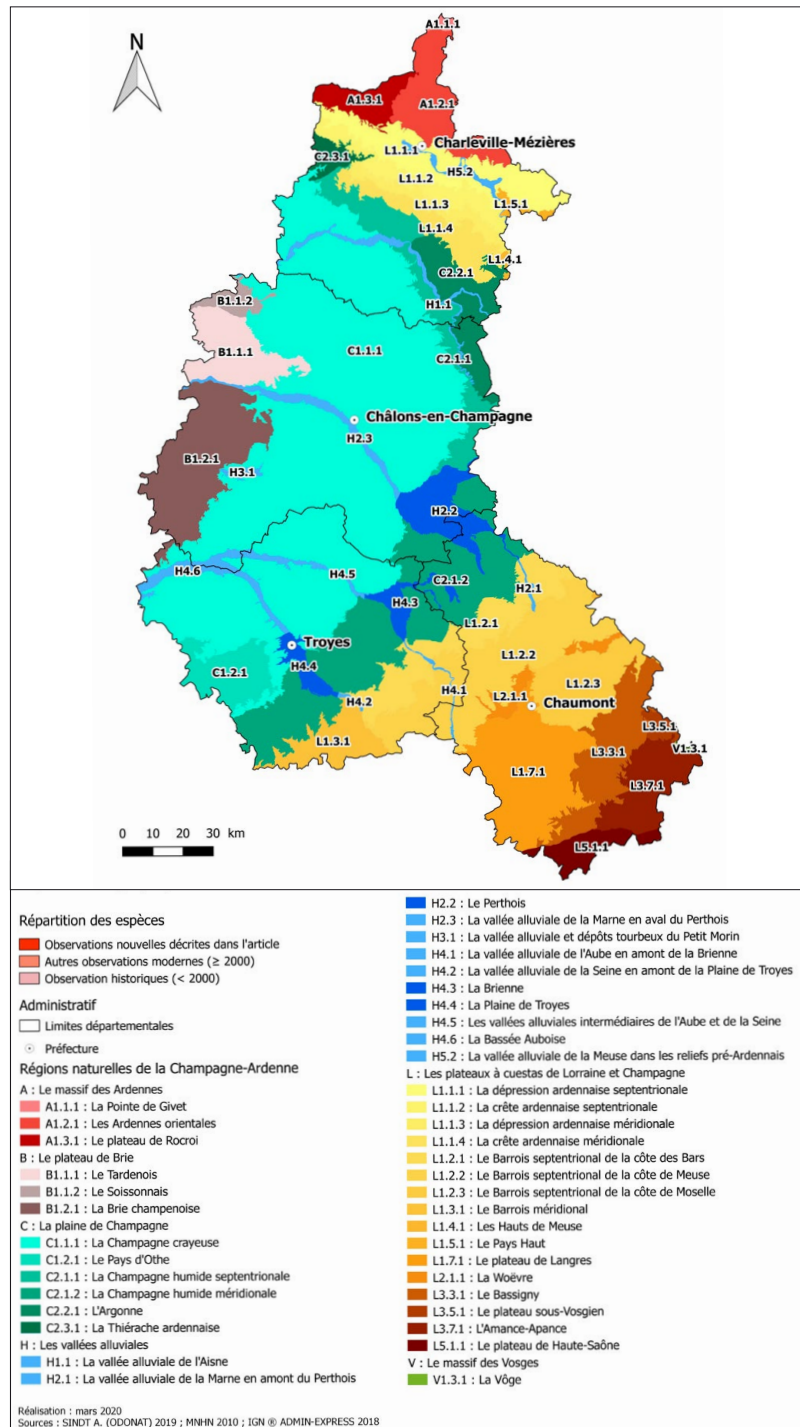 N
A1.1.1
A1.3.1
A1.2.1
Charleville-Mézières
L1.1.1
C2.3.1
H5.2
L1.1.2
L1.5.1
L1.1.3
L1.1.4
L1.4.1
C2.2.1
H1.1
B1.1.2
B1.1.1
C1.1.1
C2.1.1
Châlons-en-Champagne
H2.3
B1.2.1
H3.1
H2.2
H4.6
H4.5
C2.1.2
H2.1
H4.3
L1.2.1
Troyes
L1.2.2
H4.4
C1.2.1
L1.2.3
H4.1
L2.1.1
H4.2
Chaumont
L3.5.1
L1.3.1
L3.3.1
V1.3.1
L1.7.1
L3.7.1
L5.1.1
0 10 20 30 km
Répartition des espèces
Observations nouvelles décrites dans l'article
Autres observations modernes (≥ 2000)
Observation historiques (< 2000)
Administratif
Limites départementales
Préfecture
Régions naturelles de la Champagne-Ardenne
A : Le massif des Ardennes
A1.1.1 : La Pointe de Givet
A1.2.1 : Les Ardennes orientales
A1.3.1 : Le plateau de Rocroi
B : Le plateau de Brie
B1.1.1 : Le Tardenois
B1.1.2 : Le Soissonnais
B1.2.1 : La Brie champenoise
C : La plaine de Champagne
C1.1.1 : La Champagne crayeuse
C1.2.1 : Le Pays d'Othe
C2.1.1 : La Champagne humide septentrionale
C2.1.2 : La Champagne humide méridionale
C2.2.1 : L'Argonne
C2.3.1 : La Thiérache ardennaise
H : Les vallées alluviales
H1.1 : La vallée alluviale de l'Aisne
H2.1 : La vallée alluviale de la Marne en amont du Perthois
H2.2 : Le Perthois
H2.3 : La vallée alluviale de la Marne en aval du Perthois
H3.1 : La vallée alluviale et dépôts tourbeux du Petit Morin
H4.1 : La vallée alluviale de l'Aube en amont de la Brienne
H4.2 : La vallée alluviale de la Seine en amont de la Plaine de Troyes
H4.3 : La Brienne
H4.4 : La Plaine de Troyes
H4.5 : Les vallées alluviales intermédiaires de l'Aube et de la Seine
H4.6 : La Bassée Auboise
H5.2 : La vallée alluviale de la Meuse dans les reliefs pré-Ardennais
L : Les plateaux à cuestas de Lorraine et Champagne
L1.1.1 : La dépression ardennaise septentrionale
L1.1.2 : La crête ardennaise septentrionale
L1.1.3 : La dépression ardennaise méridionale
L1.1.4 : La crête ardennaise méridionale
L1.2.1 : Le Barrois septentrional de la côte des Bars
L1.2.2 : Le Barrois septentrional de la côte de Meuse
L1.2.3 : Le Barrois septentrional de la côte de Moselle
L1.3.1 : Le Barrois méridional
L1.4.1 : Les Hauts de Meuse
L1.5.1 : Le Pays Haut
L1.7.1 : Le plateau de Langres
L2.1.1 : La Woëvre
L3.3.1 : Le Bassigny
L3.5.1 : Le plateau sous-Vosgien
L3.7.1 : L'Amance-Apance
L5.1.1 : Le plateau de Haute-Saône
V : Le massif des Vosges
V1.3.1 : La Vôge
Réalisation : mars 2020
Sources : SINDT A. (ODONAT) 2019 ; MNHN 2010 ; IGN ® ADMIN-EXPRESS 2018